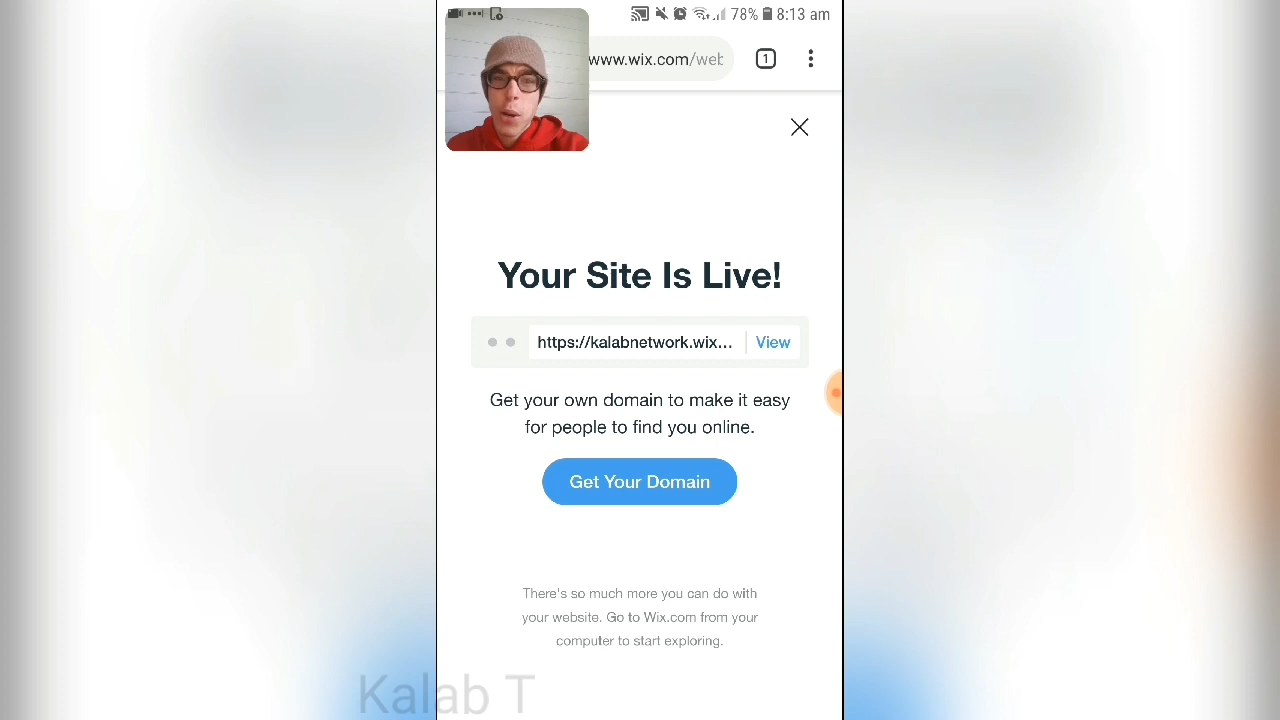 78% 8:13 am
www.wix.com/web
1
Your Site Is Live!
https://kalabnetwork.wix... View
Get your own domain to make it easy
for people to find you online.
Get Your Domain
There's so much more you can do with
your website. Go to Wix.com from your
computer to start exploring.
Kalab T